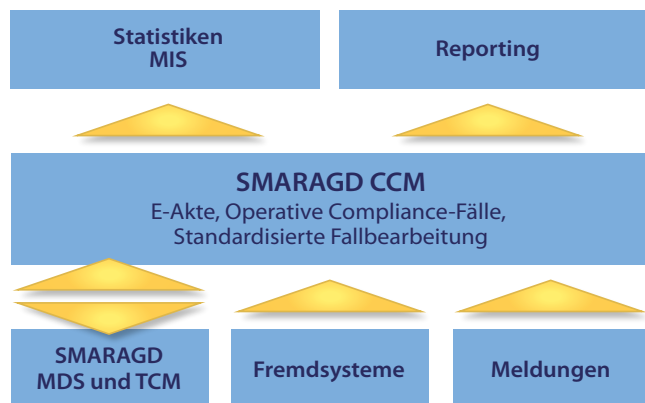 Statistiken
MIS
Reporting
SMARAGD CCM
E-Akte, Operative Compliance-Fälle,
Standardisierte Fallbearbeitung
SMARAGD
MDS und TCM
Fremdsysteme
Meldungen